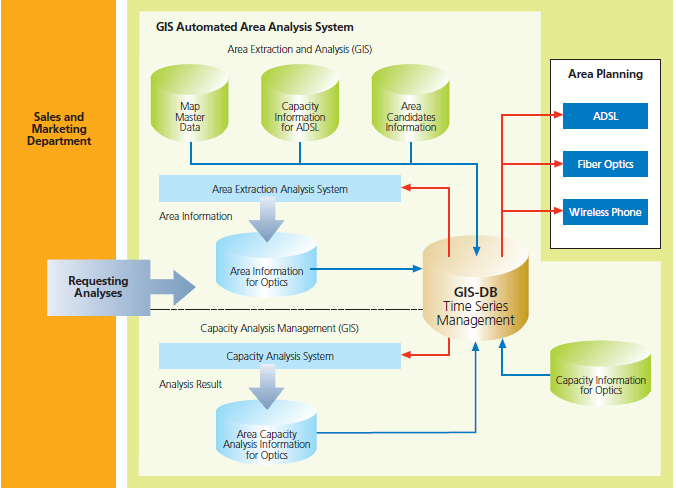 GIS Automated Area Analysis System
Area Extraction and Analysis (GIS)
Map
Master
Data
Capacity
Information
for ADSL
Area
Candidates
Information
Area Planning
ADSL
Fiber Optics
Wireless Phone
Sales and
Marketing
Department
Area Extraction Analysis System
Area Information
Area Information
for Optics
Requesting
Analyses
GIS-DB
Time Series
Management
Capacity Analysis Management (GIS)
Capacity Analysis System
Analysis Result
Area Capacity
Analysis Information
for Optics
Capacity Information
for Optics